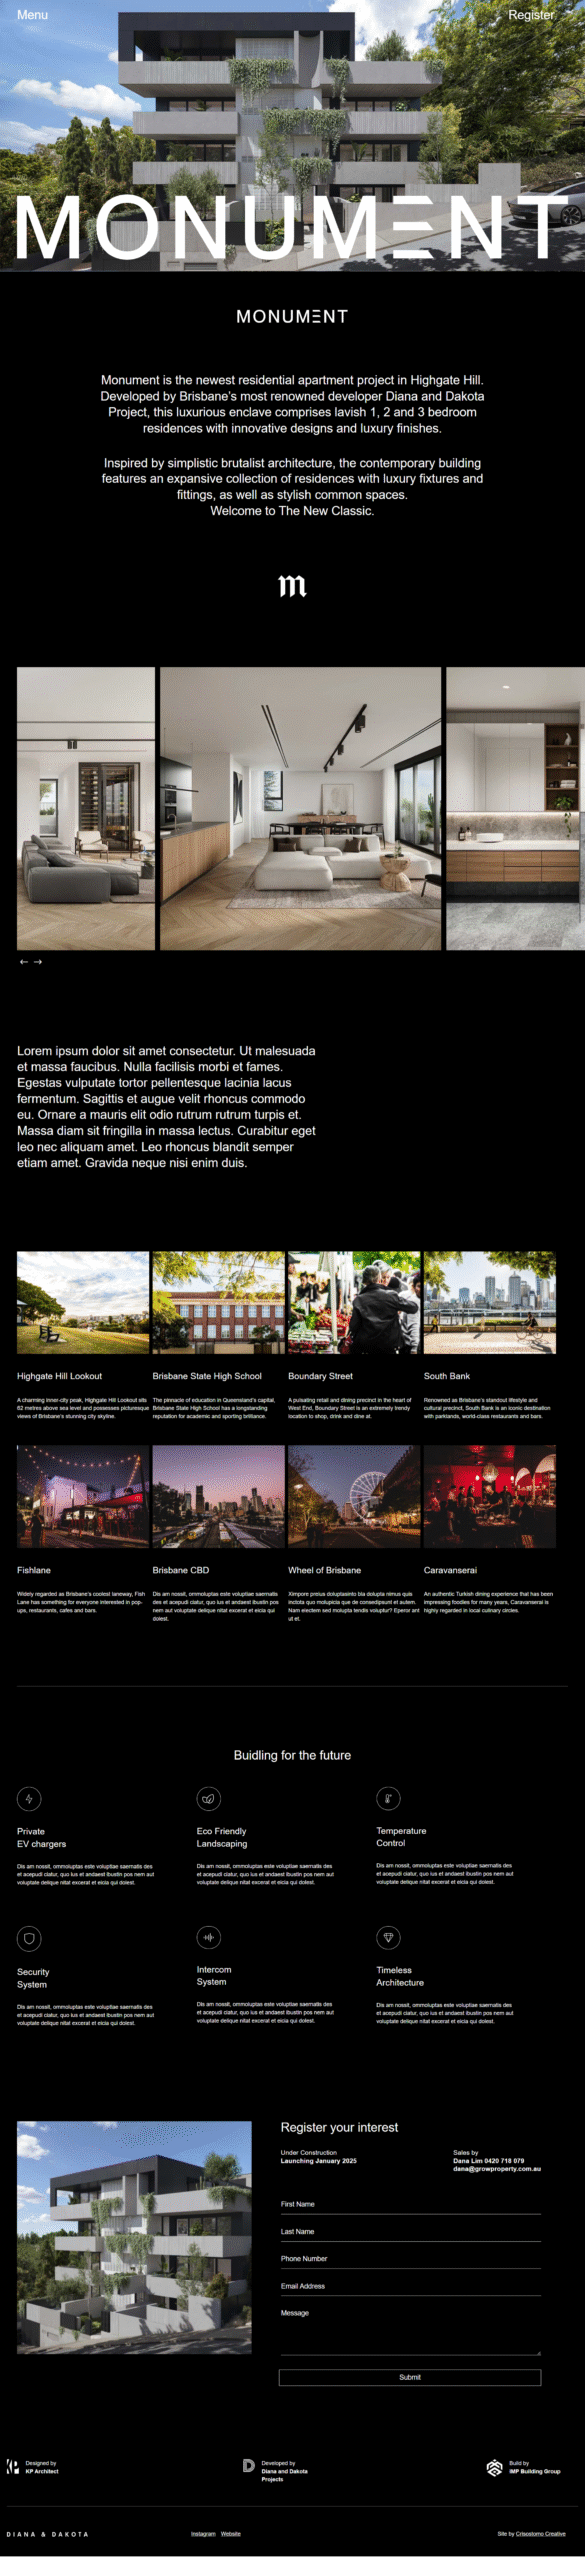 Menu
Register
MONUMENT
MONUMENT
Monument is the newest residential apartment project in Highgate Hill.
Developed by Brisbane's most renowned developer Diana and Dakota
Project, this luxurious enclave comprises lavish 1, 2 and 3 bedroom
residences with innovative designs and luxury finishes.
Inspired by simplistic brutalist architecture, the contemporary building
features an expansive collection of residences with luxury fixtures and
fittings, as well as stylish common spaces.
Welcome to The New Classic.
m
Lorem ipsum dolor sit amet consectetur. Ut malesuada
et massa faucibus. Nulla facilisis morbi et fames.
Egestas vulputate tortor pellentesque lacinia lacus
fermentum. Sagittis et augue velit rhoncus commodo
eu. Ornare a mauris elit odio rutrum rutrum turpis et.
Massa diam sit fringilla in massa lectus. Curabitur eget
leo nec aliquam amet. Leo rhoncus blandit semper
etiam amet. Gravida neque nisi enim duis.
Highgate Hill Lookout
A charming inner-city peak, Highgate Hill Lookout sits
62 metres above sea level and possesses picturesque
views of Brisbane's stunning city skyline.
Brisbane State High School
The pinnacle of education in Queensland's capital,
Brisbane State High School has a longstanding
reputation for academic and sporting brilliance.
Boundary Street
A pulsating retail and dining precinct in the heart of
West End, Boundary Street is an extremely trendy
location to shop, drink and dine at.
South Bank
Renowned as Brisbane's standout lifestyle and
cultural precinct, South Bank is an iconic destination
with parklands, world-class restaurants and bars.
Fishlane
Widely regarded as Brisbane's coolest laneway, Fish
Lane has something for everyone interested in pop-
ups, restaurants, cafes and bars.
Brisbane CBD
Dis am nossit, ommoluptas este voluptiae saernatis
des et acepudi ciatur, quo ius et andaest ibustin pos
nem aut voluptate delique nitat excerat et eicia qui
dolest.
Wheel of Brisbane
Ximpore preius doluptasinto bla dolupta nimus quis
inctota quo molupicia que de consedipsunt et autem.
Nam electem sed molupta tendis voluptur? Eperor ant
ut et.
Caravanserai
An authentic Turkish dining experience that has been
impressing foodies for many years, Caravanserai is
highly regarded in local culinary circles.
Buidling for the future
Private
EV chargers
Dis am nossit, ommoluptas este voluptiae saernatis des
et acepudi ciatur, quo ius et andaest ibustin pos nem aut
voluptate delique nitat excerat et eicia qui dolest.
Eco Friendly
Landscaping
Dis am nossit, ommoluptas este voluptiae saernatis des
et acepudi ciatur, quo ius et andaest ibustin pos nem aut
voluptate delique nitat excerat et eicia qui dolest.
Temperature
Control
Dis am nossit, ommoluptas este voluptiae saernatis des
et acepudi ciatur, quo ius et andaest ibustin pos nem aut
voluptate delique nitat excerat et eicia qui dolest.
Security
System
Dis am nossit, ommoluptas este voluptiae saernatis des
et acepudi ciatur, quo ius et andaest ibustin pos nem aut
voluptate delique nitat excerat et eicia qui dolest.
Intercom
System
Dis am nossit, ommoluptas este voluptiae saernatis des
et acepudi ciatur, quo ius et andaest ibustin pos nem aut
voluptate delique nitat excerat et eicia qui dolest.
Timeless
Architecture
Dis am nossit, ommoluptas este voluptiae saernatis des
et acepudi ciatur, quo ius et andaest ibustin pos nem aut
voluptate delique nitat excerat et eicia qui dolest.
Register your interest
Under Construction
Launching January 2025
Sales by
Dana Lim 0420 718 079
dana@growproperty.com.au
First Name
Last Name
Phone Number
Email Address
Message
Submit
Designed by
KP Architect
Developed by
Diana and Dakota
Projects
Build by
IMP Building Group
DIANA & DAKOTA
Instagram
Website
Site by Crisostomo Creative